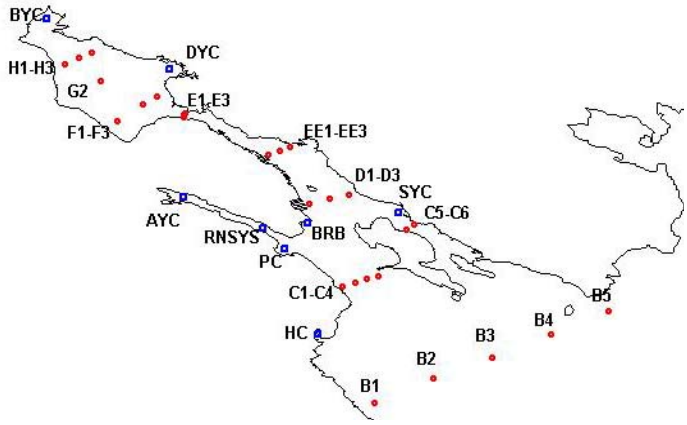 BYC
DYC
H1-H3
G2
E1-E3
F1-F3
EE1-EE3
D1-D3
SYC
AYC
C5-C6
RNSYS
BRB
PC
C1-C4
B5
HC
B4
B3
B2
B1